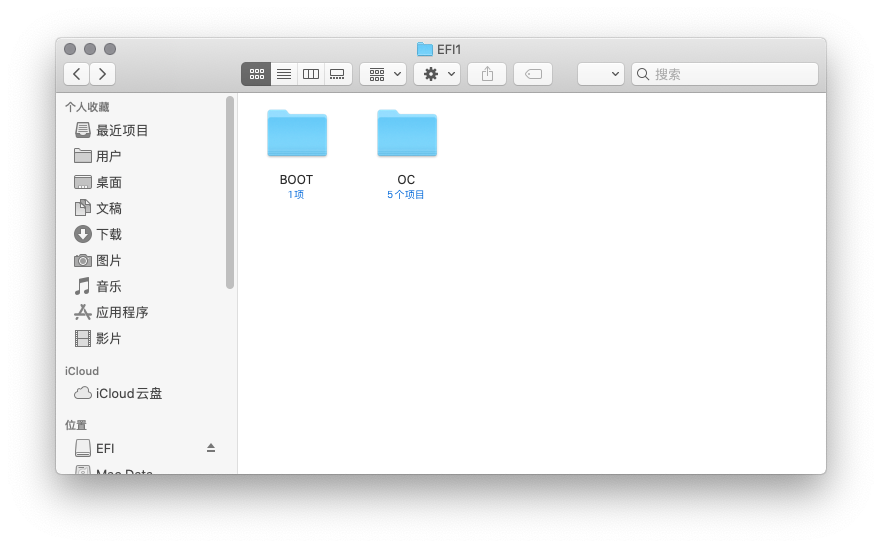 EFI1
搜索
个人收藏
最近项目
用户
桌面
文稿
下载
图片
音乐
应用程序
影片
iCloud
iCloud云盘
位置
EFI
BOOT
1项
OC
5个项目